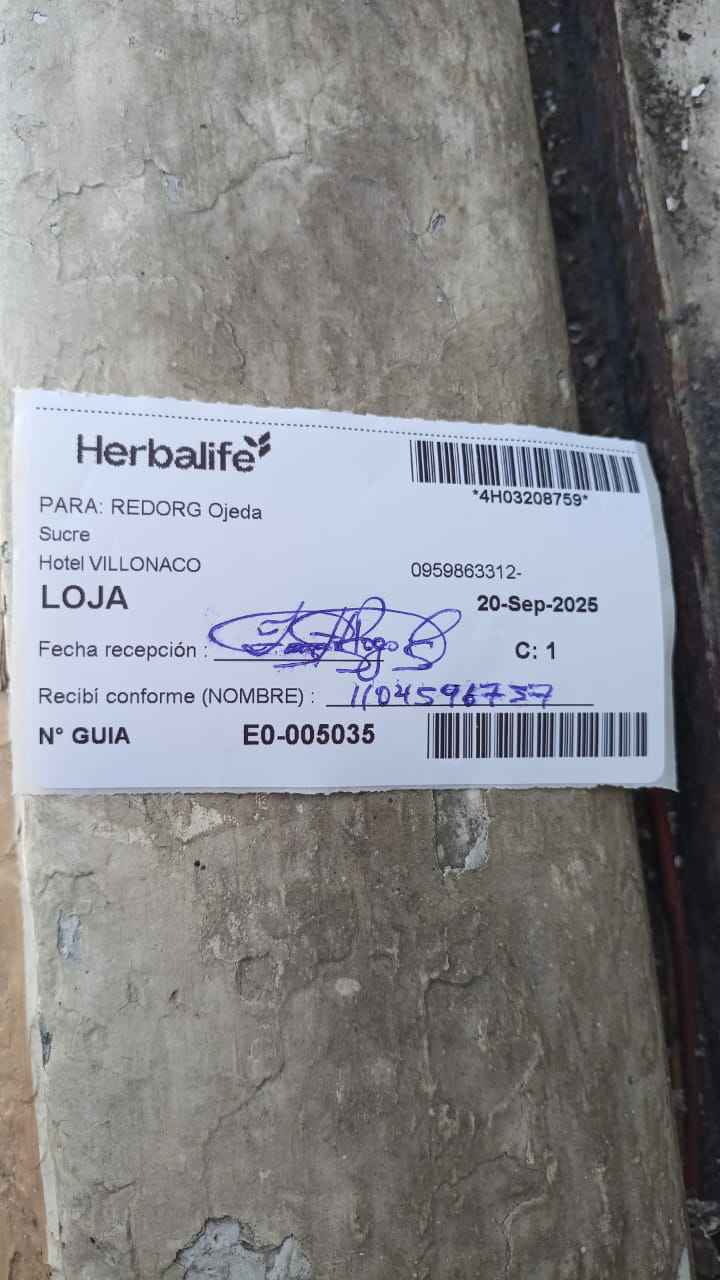 Herbalife
*4H03208759*
PARA: REDORG Ojeda
Sucre
Hotel VILLONACO 0959863312-
LOJA 20-Sep-2025
Fecha recepción : C: 1
Recibí conforme (NOMBRE) : 1104596737
N° GUIA E0-005035